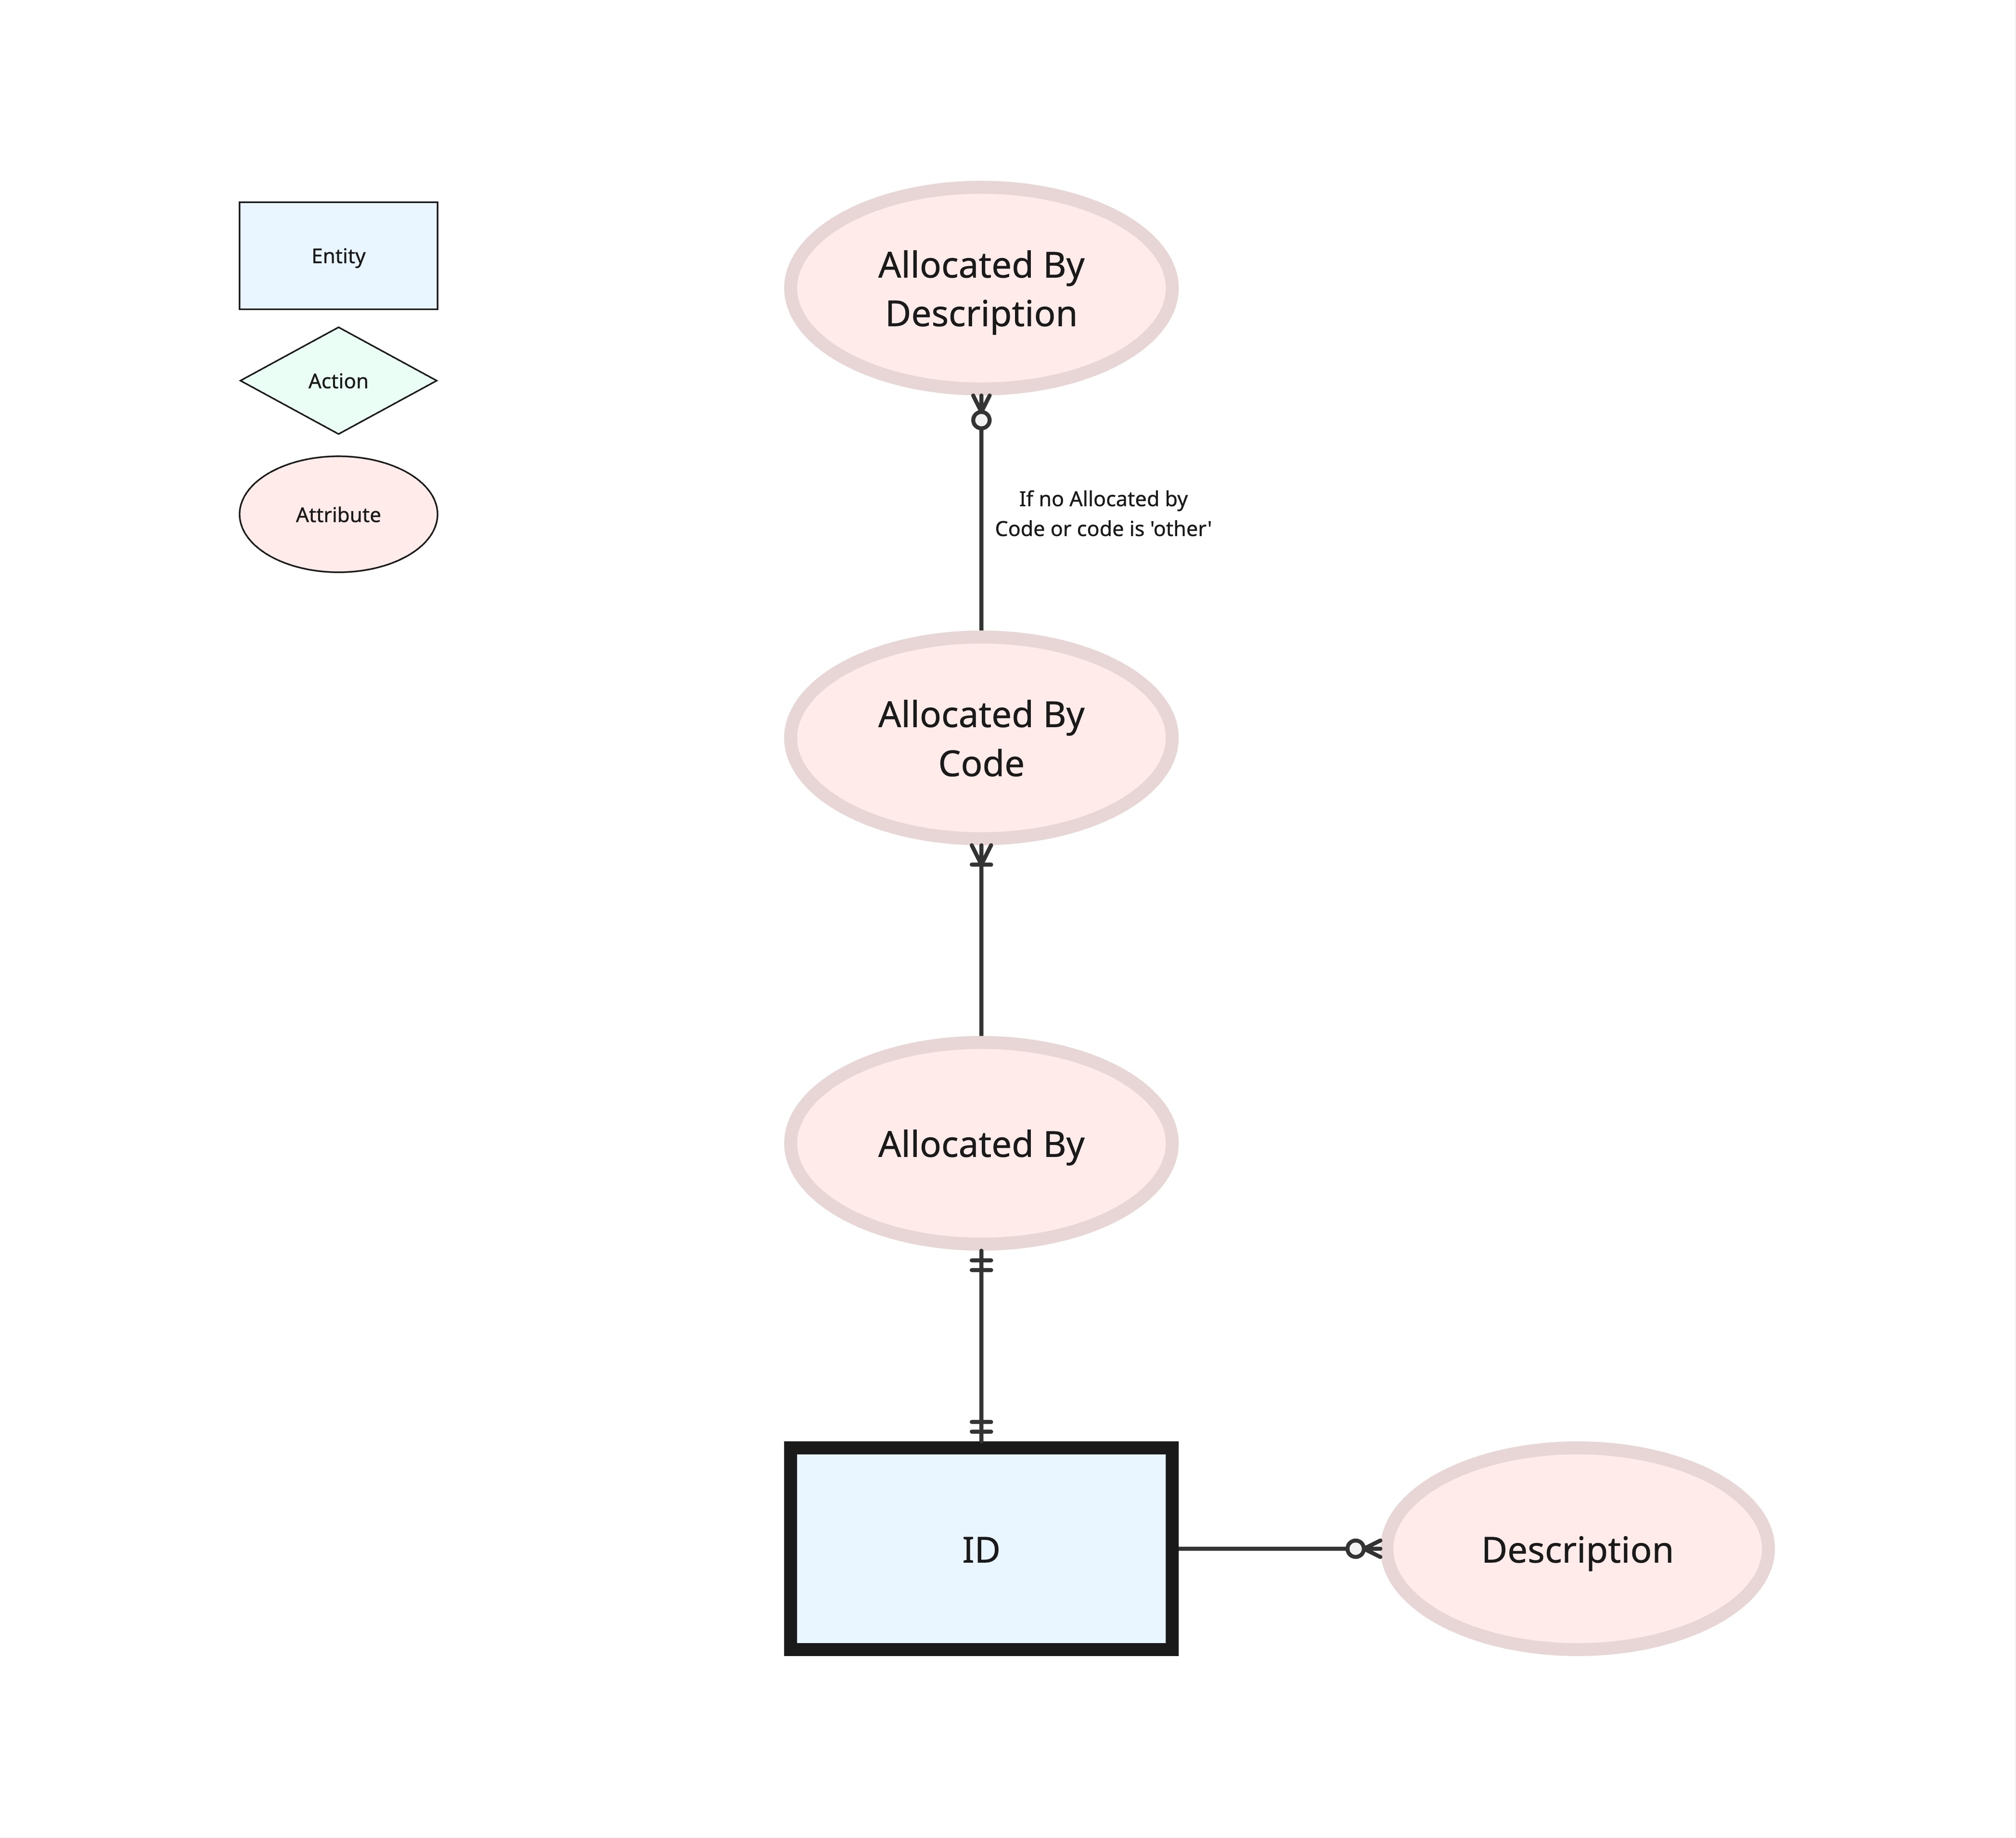 Entity
Action
Attribute
Allocated By
Description
If no Allocated by
Code or code is 'other'
Allocated By
Code
Allocated By
ID
Description